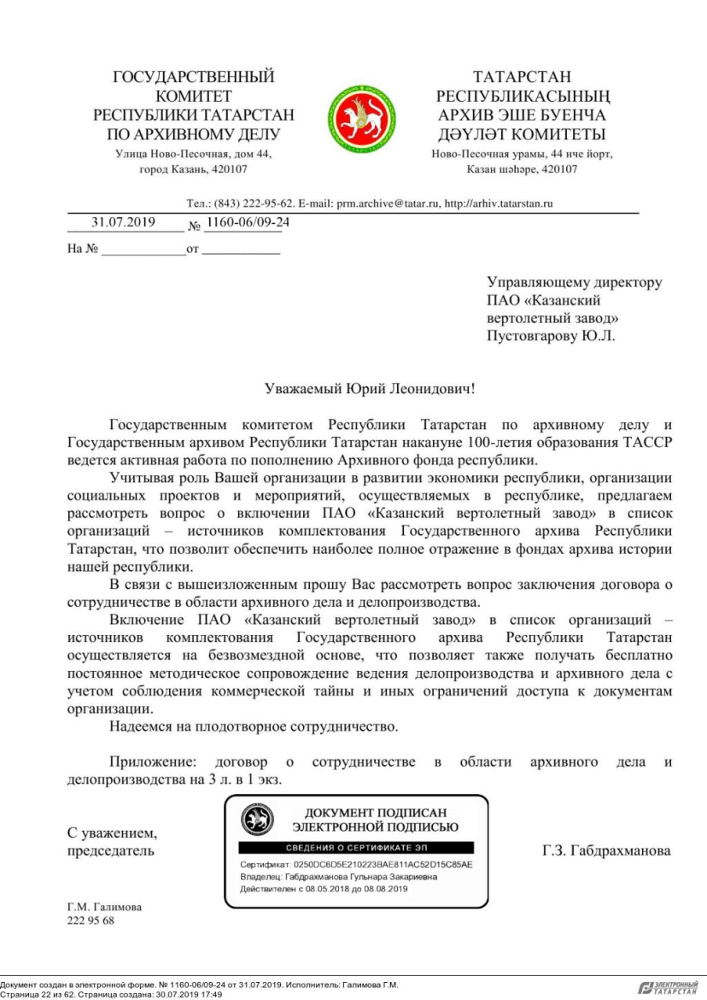 ГОСУДАРСТВЕННЫЙ
КОМИТЕТ
РЕСПУБЛИКИ ТАТАРСТАН
ПО АРХИВНОМУ ДЕЛУ
Улица Ново-Песочная, дом 44,
город Казань, 420107
ТАТАРСТАН
РЕСПУБЛИКАСЫНЫҢ
АРХИВ ЭШЕ БУЕНЧА
ДӘҮЛӘТ КОМИТЕТЫ
Ново-Песочная урамы, 44 нче йорт,
Казан шәһәре, 420107
Тел.: (843) 222-95-62. E-mail: prm.archive@tatar.ru, http://arhiv.tatarstan.ru
31.07.2019 № 1160-06/09-24
На № ______________от _____________
Управляющему директору
ПАО «Казанский
вертолетный завод»
Пустовгарову Ю.Л.
Уважаемый Юрий Леонидович!
Государственным комитетом Республики Татарстан по архивному делу и
Государственным архивом Республики Татарстан накануне 100-летия образования ТАССР
ведется активная работа по пополнению Архивного фонда республики.
Учитывая роль Вашей организации в развитии экономики республики, организации
социальных проектов и мероприятий, осуществляемых в республике, предлагаем
рассмотреть вопрос о включении ПАО «Казанский вертолетный завод» в список
организаций – источников комплектования Государственного архива Республики
Татарстан, что позволит обеспечить наиболее полное отражение в фондах архива истории
нашей республики.
В связи с вышеизложенным прошу Вас рассмотреть вопрос заключения договора о
сотрудничестве в области архивного дела и делопроизводства.
Включение ПАО «Казанский вертолетный завод» в список организаций –
источников комплектования Государственного архива Республики Татарстан
осуществляется на безвозмездной основе, что позволяет также получать бесплатно
постоянное методическое сопровождение ведения делопроизводства и архивного дела с
учетом соблюдения коммерческой тайны и иных ограничений доступа к документам
организации.
Надеемся на плодотворное сотрудничество.
Приложение: договор о сотрудничестве в области архивного дела и
делопроизводства на 3 л. в 1 экз.
С уважением,
председатель
ДОКУМЕНТ ПОДПИСАН
ЭЛЕКТРОННОЙ ПОДПИСЬЮ
СВЕДЕНИЯ О СЕРТИФИКАТЕ ЭП
Сертификат: 0250DC6D5E210223BAE811AC52D15C85AE
Владелец: Габдрахманова Гульнара Закариевна
Действителен с 08.05.2018 до 08.08.2019
Г.З. Габдрахманова
Г.М. Галимова
222 95 68
Документ создан в электронной форме. № 1160-06/09-24 от 31.07.2019. Исполнитель: Галимова Г.М.
Страница 22 из 62. Страница создана: 30.07.2019 17:49
ЭЛЕКТРОННЫЙ
ТАТАРСТАН